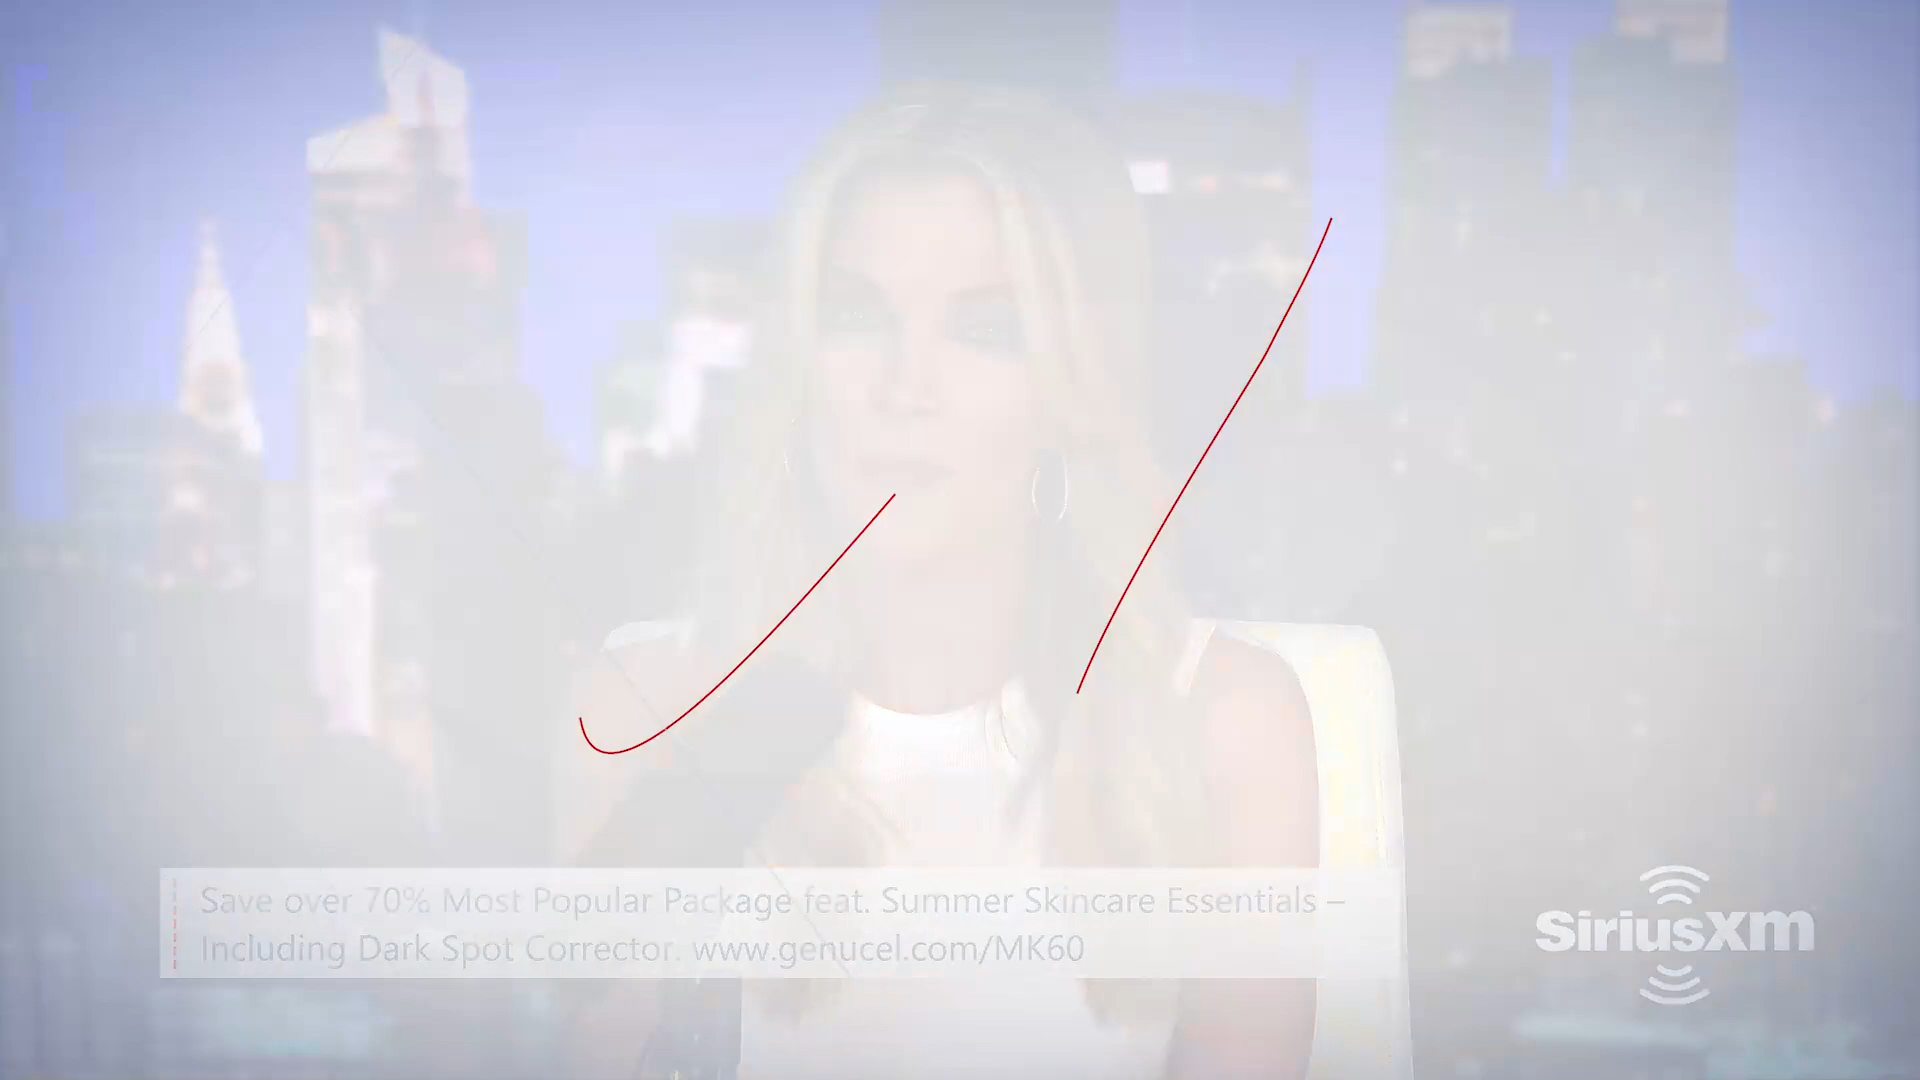 Save over 70% Most Popular Package feat. Summer Skincare Essentials –
Including Dark Spot Corrector. www.genucel.com/MK60
SiriusXM